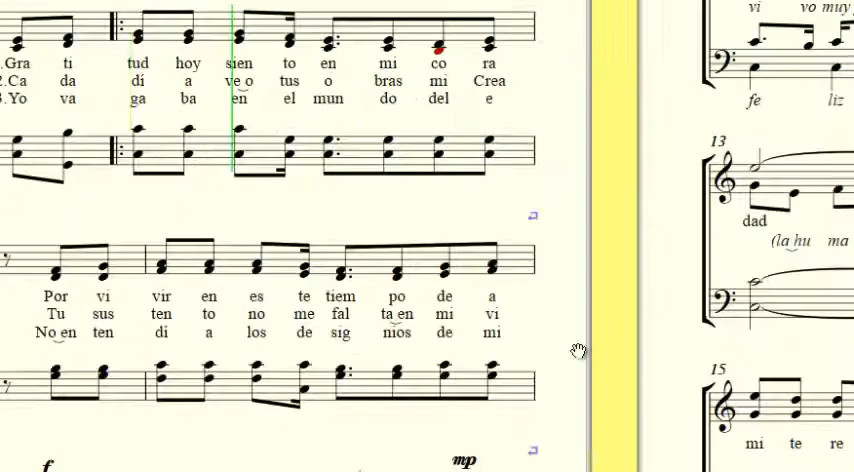 .Gra ti tud hoy sien to en mi co ra
2.Ca da dí a ve o tus o bras mi Crea
3.Yo va ga ba en el mun do del e
Por vi vir en es te tiem po de a
Tu sus ten to no me fal ta en mi vi
No en ten di a los de sig nios de mi
f mp
vi vo muy
fe liz
13
dad
(la hu ma
15
mi te re